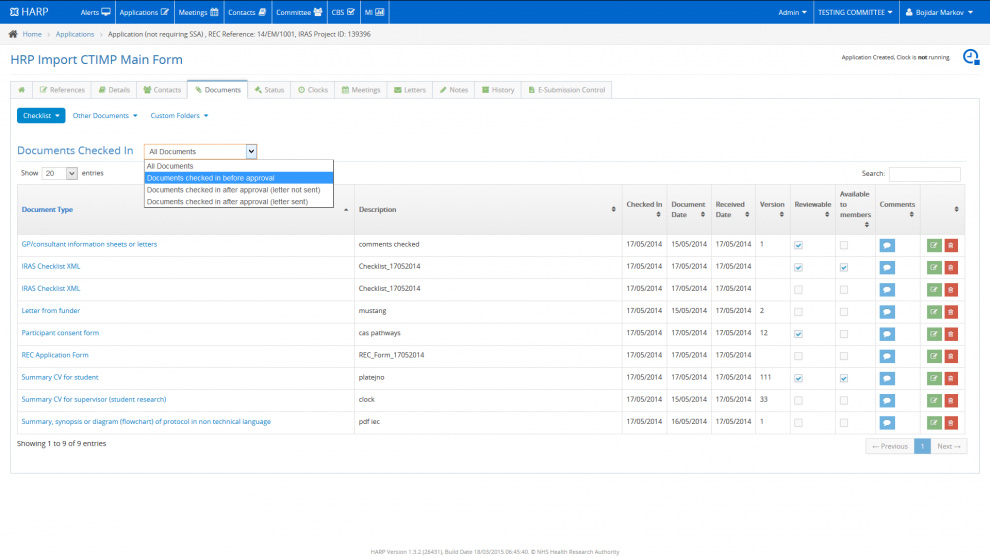 HARP Alerts Applications Meetings Contacts Committee CBS MI Admin TESTING COMMITTEE Bojidar Markov
Home > Applications > Application (not requiring SSA) , REC Reference: 14/EM/1001, IRAS Project ID: 139396
HRP Import CTIMP Main Form
Application Created. Clock is not running.
References Details Contacts Documents Status Clocks Meetings Letters Notes History E-Submission Control
Checklist Other Documents Custom Folders
Documents Checked In All Documents
All Documents
Documents checked in before approval
Documents checked in after approval (letter not sent)
Documents checked in after approval (letter sent)
Show 20 entries Search:
Document Type Description Checked In Document Date Received Date Version Reviewable Available to members Comments
GP/consultant information sheets or letters comments checked 17/05/2014 15/05/2014 17/05/2014 1
IRAS Checklist XML Checklist_17052014 17/05/2014 17/05/2014 17/05/2014
IRAS Checklist XML Checklist_17052014 17/05/2014 17/05/2014 17/05/2014
Letter from funder mustang 17/05/2014 15/05/2014 17/05/2014 2
Participant consent form cas pathways 17/05/2014 15/05/2014 17/05/2014 12
REC Application Form REC_Form_17052014 17/05/2014 17/05/2014 17/05/2014
Summary CV for student platejno 17/05/2014 17/05/2014 17/05/2014 111
Summary CV for supervisor (student research) clock 17/05/2014 15/05/2014 17/05/2014 33
Summary, synopsis or diagram (flowchart) of protocol in non technical language pdf iec 17/05/2014 16/05/2014 17/05/2014 1
Showing 1 to 9 of 9 entries
← Previous 1 Next →
HARP Version 1.3.2 (26431), Build Date 18/03/2015 06:45:40. © NHS Health Research Authority